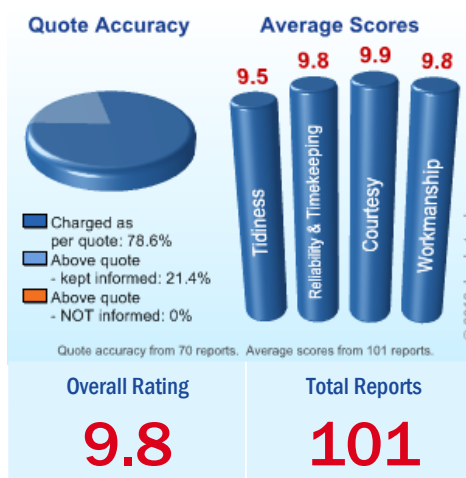 Quote Accuracy
Average Scores
9.5
9.8
9.9
9.8
Tidiness
Reliability & Timekeeping
Courtesy
Workmanship
Charged as
per quote: 78.6%
Above quote
- kept informed: 21.4%
Above quote
- NOT informed: 0%
Quote accuracy from 70 reports. Average scores from 101 reports.
Overall Rating
Total Reports
9.8
101